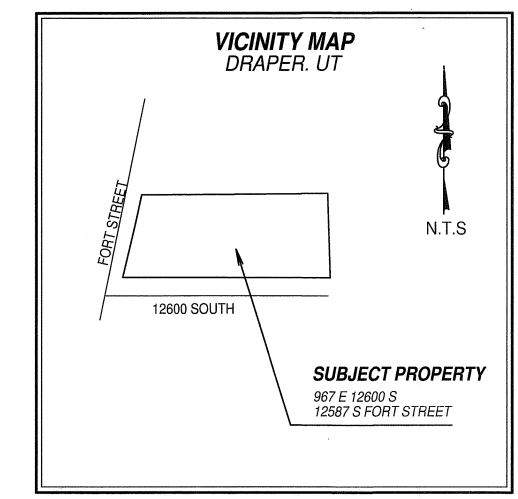 VICINITY MAP
DRAPER. UT
N.T.S
FORT STREET
12600 SOUTH
SUBJECT PROPERTY
967 E 12600 S
12587 S FORT STREET